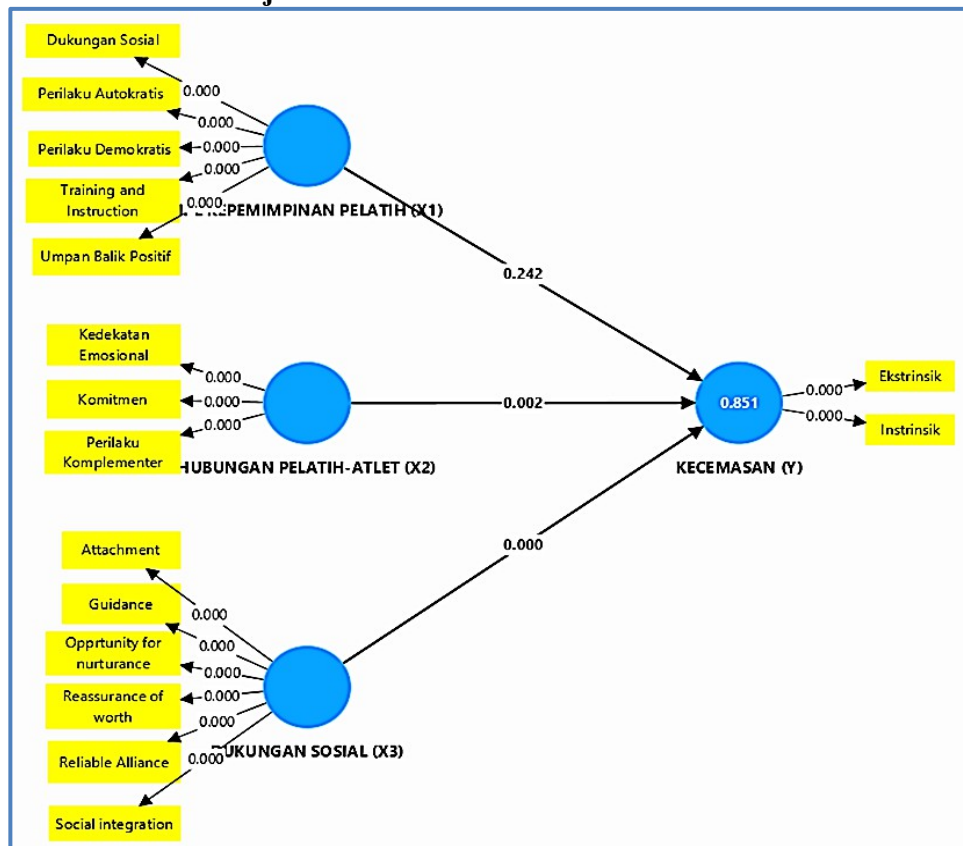 Dukungan Sosial
0.000
Perilaku Autokratis
0.000
Perilaku Demokratis
0.000
0.000
Training and
Instruction
0.000
KEPEMIMPINAN PELATIH (X1)
Umpan Balik Positif
0.242
Kedekatan
Emosional
0.000
Komitmen
0.000
0.000
Perilaku
Komplementer
HUBUNGAN PELATIH-ATLET (X2)
0.002
0.851
KECEMASAN (Y)
0.000
Ekstrinsik
0.000
Instrinsik
0.000
Attachment
0.000
Guidance
0.000
Opprtunity for
nurturance
0.000
0.000
Reassurance of
worth
0.000
Reliable Alliance
0.000
DUKUNGAN SOSIAL (X3)
Social integration